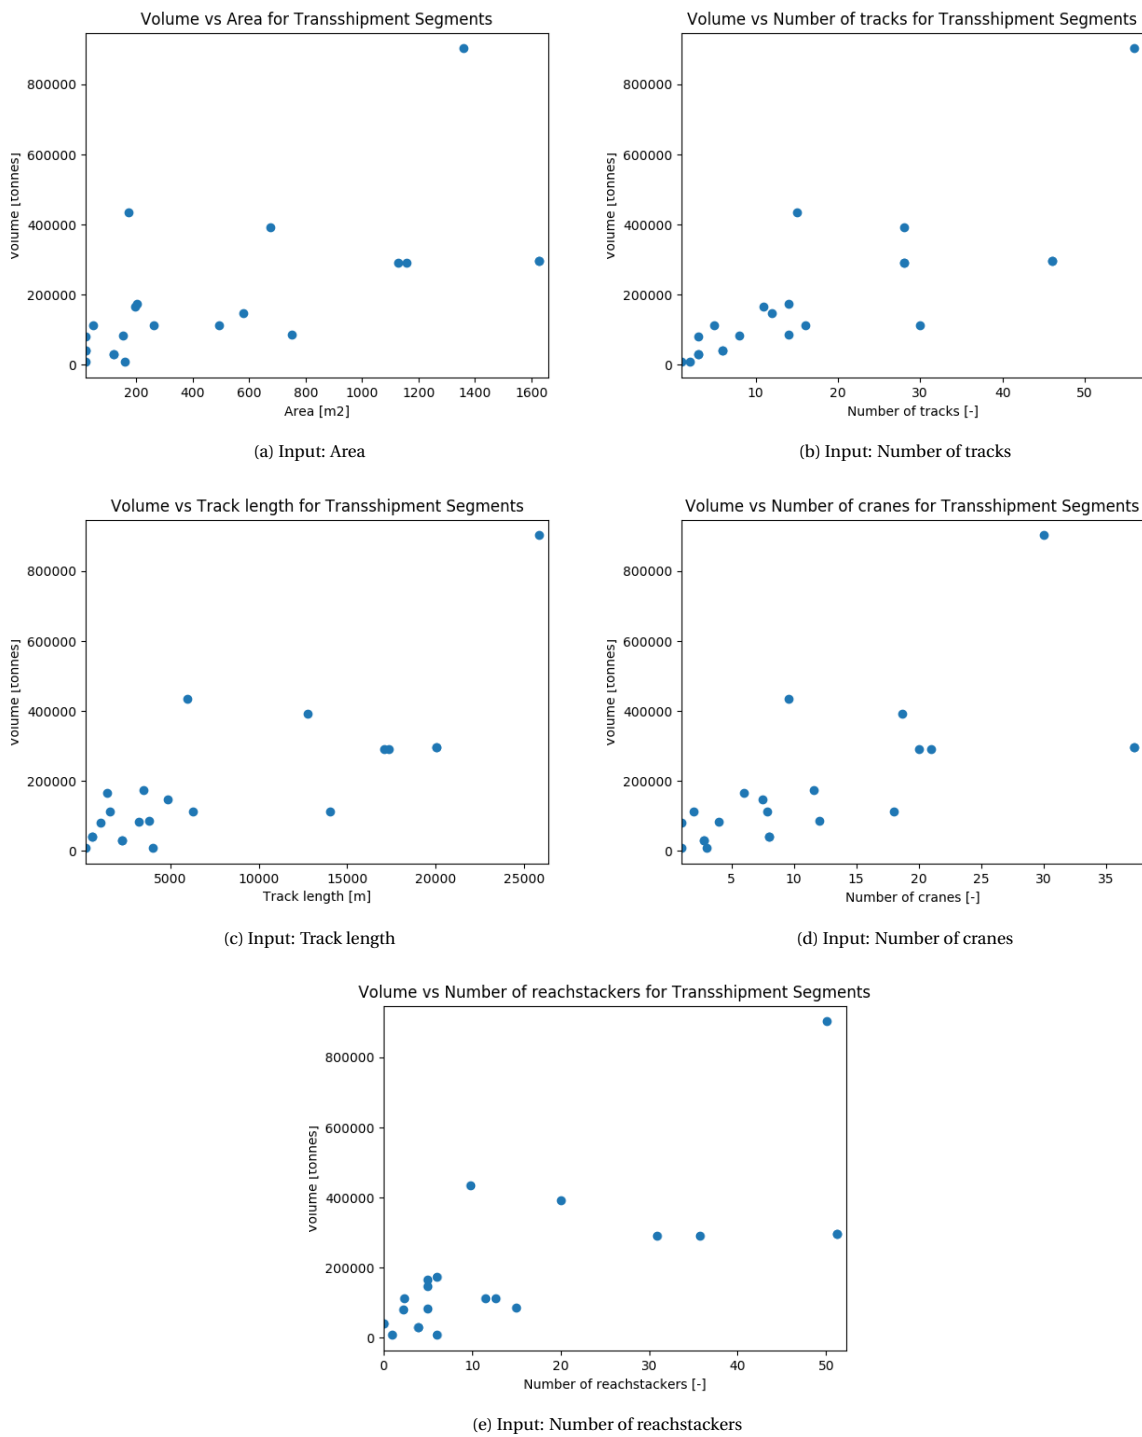 Volume vs Area for Transshipment Segments
800000
600000
400000
200000
0
volume [tonnes]
200 400 600 800 1000 1200 1400 1600
Area [m2]
(a) Input: Area
Volume vs Number of tracks for Transshipment Segments
800000
600000
400000
200000
0
volume [tonnes]
10 20 30 40 50
Number of tracks [-]
(b) Input: Number of tracks
Volume vs Track length for Transshipment Segments
800000
600000
400000
200000
0
volume [tonnes]
5000 10000 15000 20000 25000
Track length [m]
(c) Input: Track length
Volume vs Number of cranes for Transshipment Segments
800000
600000
400000
200000
0
volume [tonnes]
5 10 15 20 25 30 35
Number of cranes [-]
(d) Input: Number of cranes
Volume vs Number of reachstackers for Transshipment Segments
800000
600000
400000
200000
0
volume [tonnes]
0 10 20 30 40 50
Number of reachstackers [-]
(e) Input: Number of reachstackers